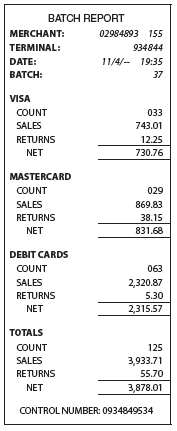 BATCH REPORT
MERCHANT: 02984893 155
TERMINAL: 934844
DATE: 11/4/-- 19:35
BATCH: 37
VISA
COUNT 033
SALES 743.01
RETURNS 12.25
NET 730.76
MASTERCARD
COUNT 029
SALES 869.83
RETURNS 38.15
NET 831.68
DEBIT CARDS
COUNT 063
SALES 2,320.87
RETURNS 5.30
NET 2,315.57
TOTALS
COUNT 125
SALES 3,933.71
RETURNS 55.70
NET 3,878.01
CONTROL NUMBER: 0934849534